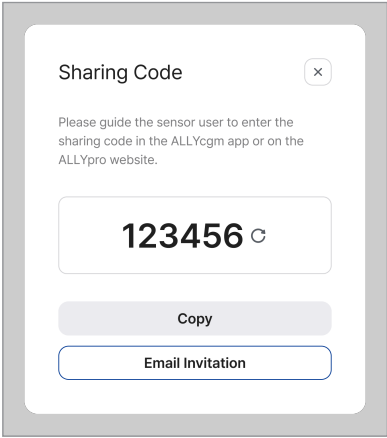 Sharing Code
Please guide the sensor user to enter the
sharing code in the ALLYcgm app or on the
ALLYpro website.
123456
Copy
Email Invitation